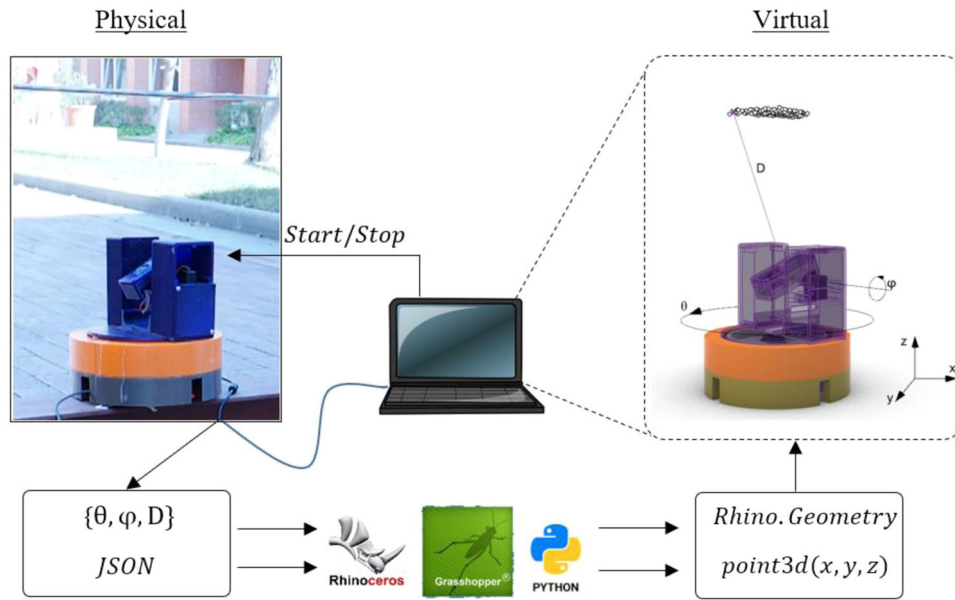 Physical
Virtual
Start/Stop
D
φ
θ
z
x
y
{θ, φ, D}
JSON
Rhinoceros
Grasshopper®
PYTHON
Rhino.Geometry
point3d(x, y, z)